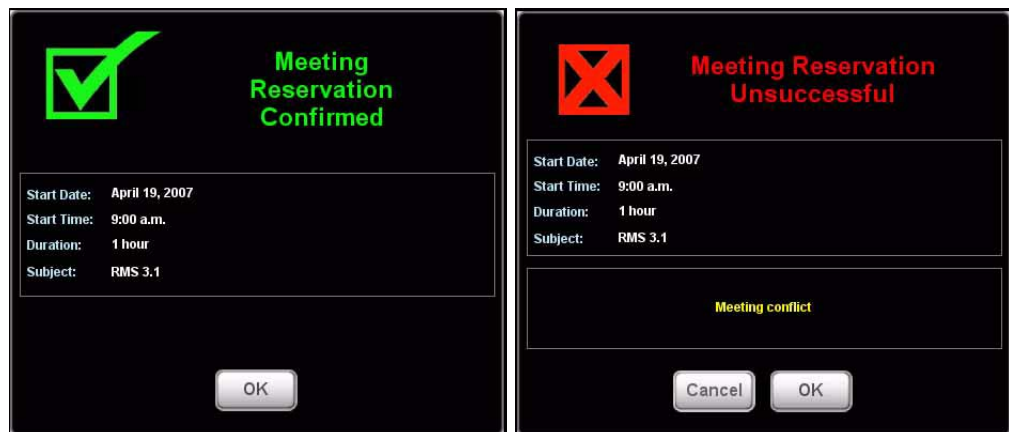 Meeting
Reservation
Confirmed
Start Date: April 19, 2007
Start Time: 9:00 a.m.
Duration: 1 hour
Subject: RMS 3.1
OK
Meeting Reservation
Unsuccessful
Start Date: April 19, 2007
Start Time: 9:00 a.m.
Duration: 1 hour
Subject: RMS 3.1
Meeting conflict
Cancel OK